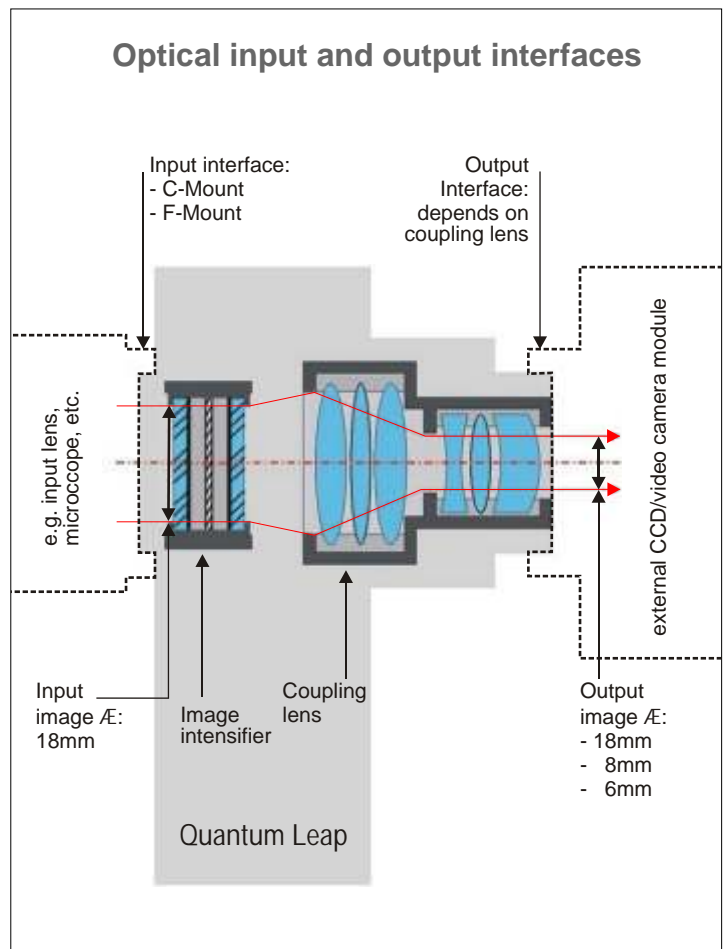 Optical input and output interfaces
Input interface:
- C-Mount
- F-Mount
Output
Interface:
depends on
coupling lens
e.g. input lens,
microccope, etc.
external CCD/video camera module
Input
image Æ:
18mm
Image
intensifier
Coupling
lens
Output
image Æ:
- 18mm
- 8mm
- 6mm
Quantum Leap